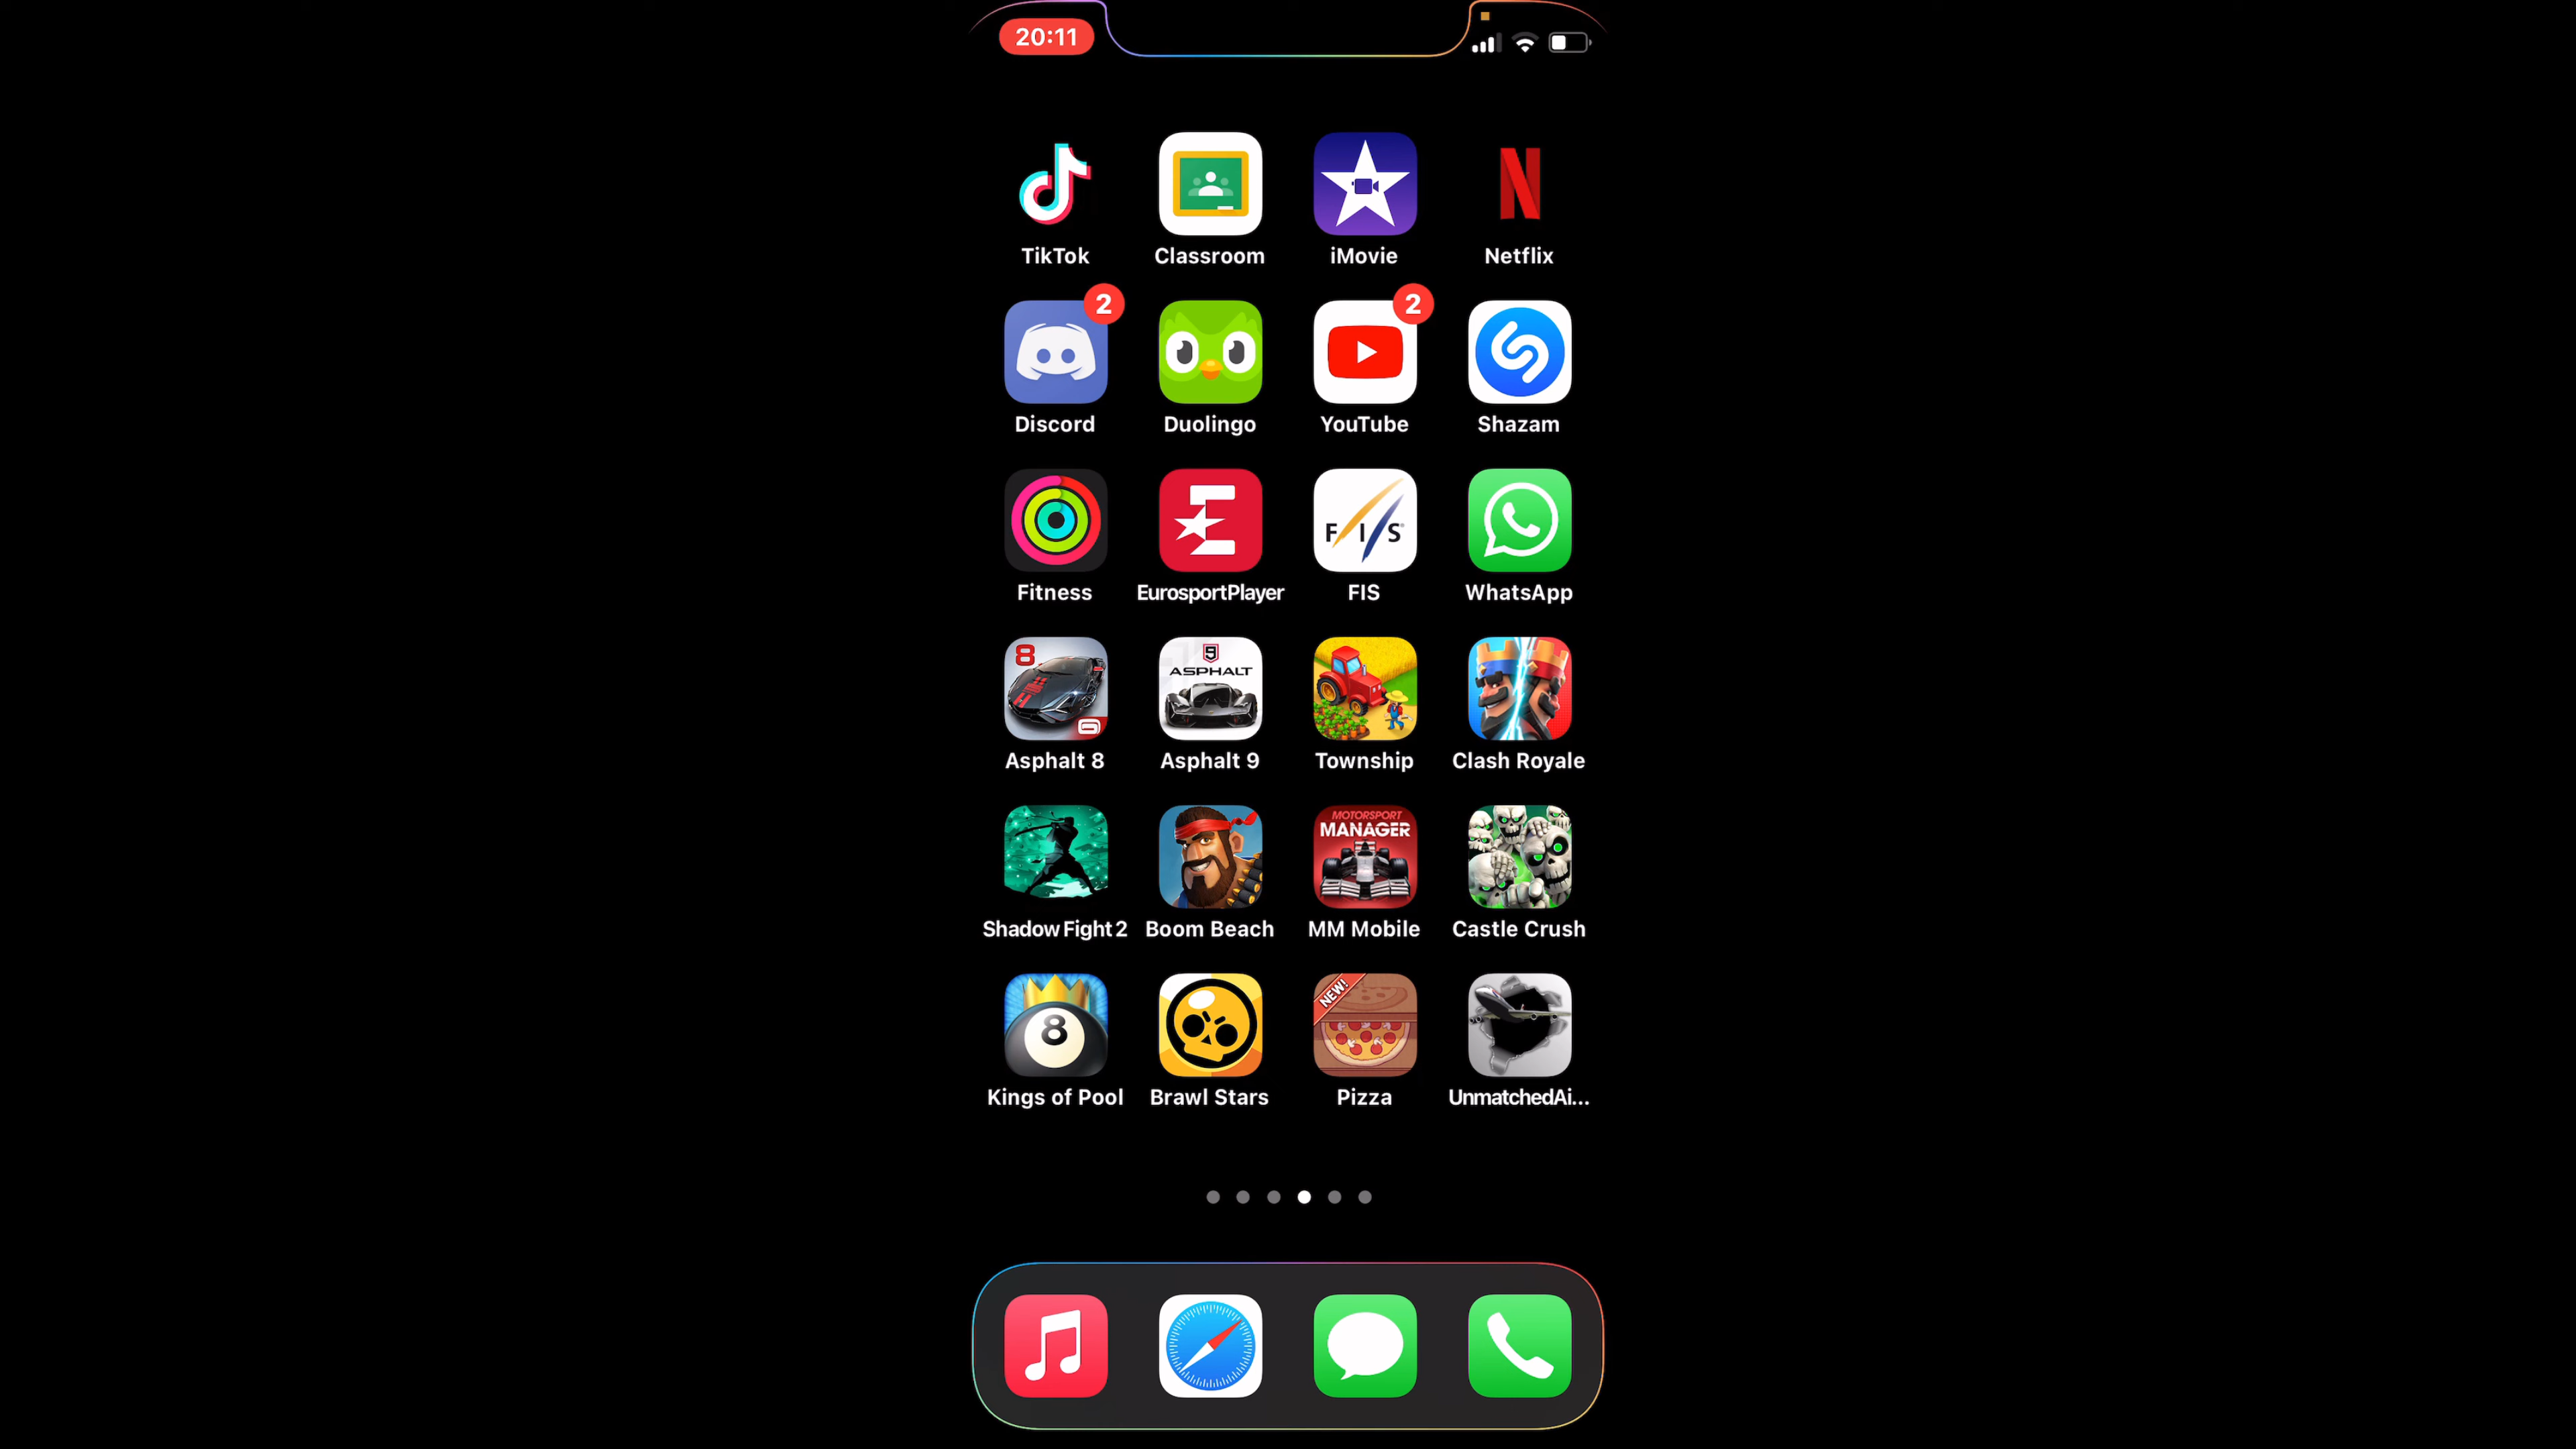 20:11
TikTok
Classroom
iMovie
N
Netflix
2
2
Discord
Duolingo
YouTube
Shazam
E
F I S
Fitness
EurosportPlayer
FIS
WhatsApp
8
9
ASPHALT
Asphalt 8
Asphalt 9
Township
Clash Royale
MOTORSPORT
MANAGER
Shadow Fight 2
Boom Beach
MM Mobile
Castle Crush
8
NEW!
Kings of Pool
Brawl Stars
Pizza
UnmatchedAi...